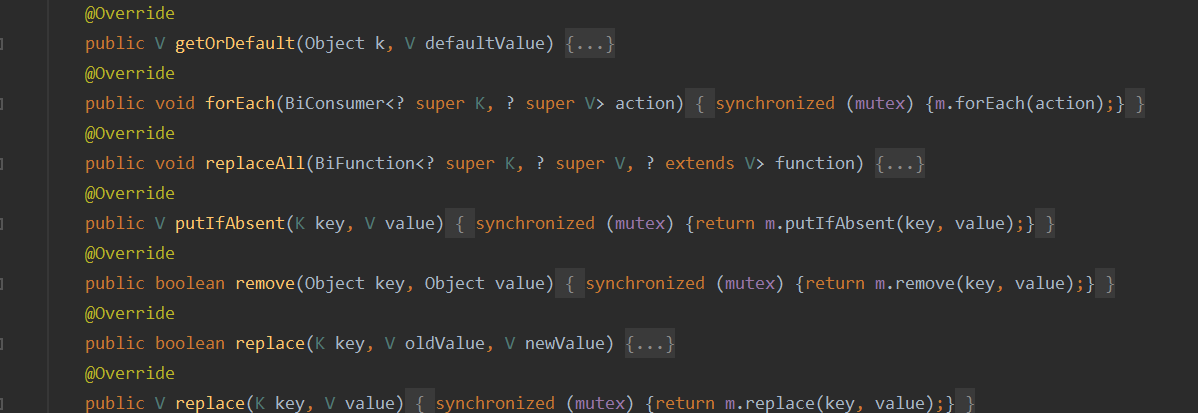 @Override
public V getOrDefault(Object k, V defaultValue) {...}
@Override
public void forEach(BiConsumer<? super K, ? super V> action) { synchronized (mutex) {m.forEach(action);} }
@Override
public void replaceAll(BiFunction<? super K, ? super V, ? extends V> function) {...}
@Override
public V putIfAbsent(K key, V value) { synchronized (mutex) {return m.putIfAbsent(key, value);} }
@Override
public boolean remove(Object key, Object value) { synchronized (mutex) {return m.remove(key, value);} }
@Override
public boolean replace(K key, V oldValue, V newValue) {...}
@Override
public V replace(K key, V value) { synchronized (mutex) {return m.replace(key, value);} }